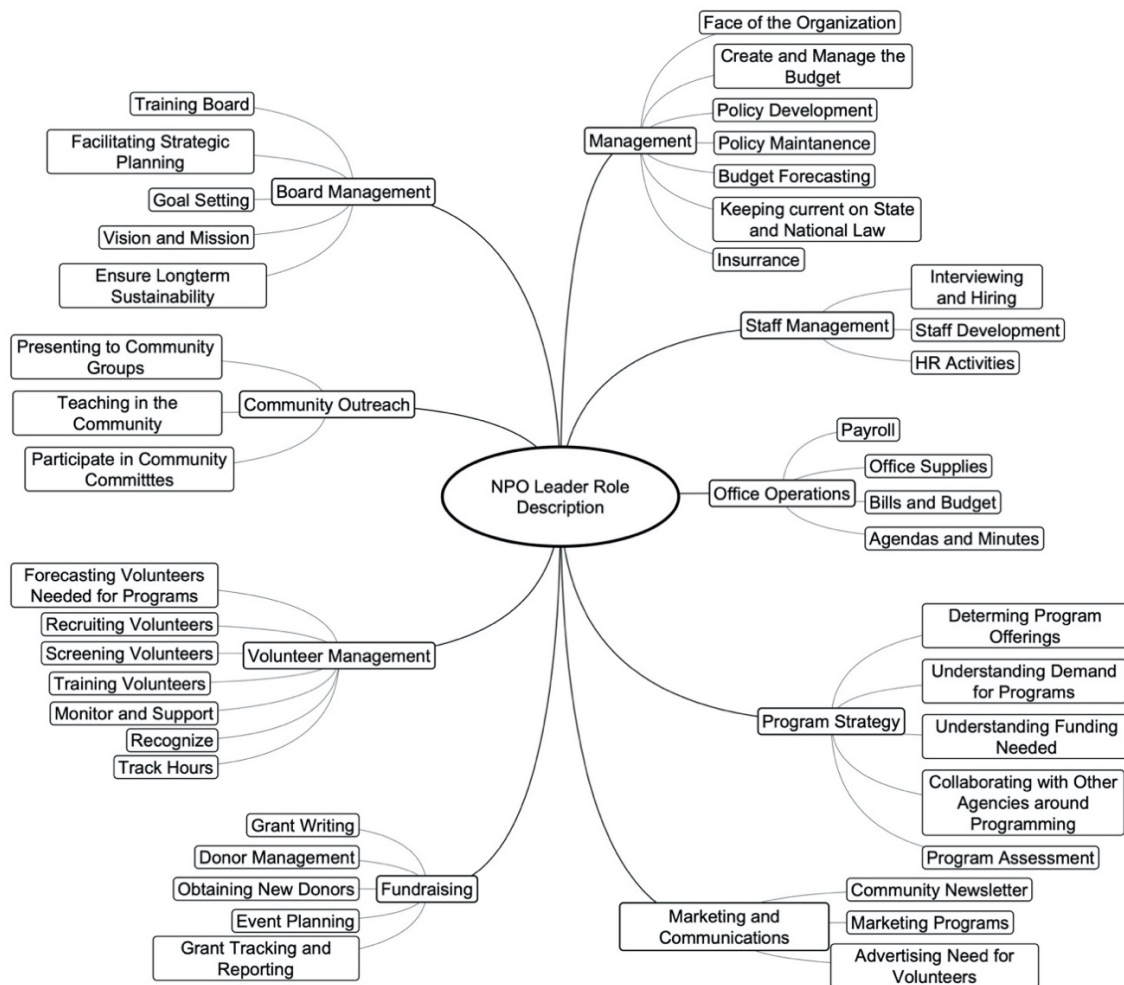 NPO Leader Role
Description
Management
Face of the Organization
Create and Manage the
Budget
Policy Development
Policy Maintanence
Budget Forecasting
Keeping current on State
and National Law
Insurrance
Staff Management
Interviewing
and Hiring
Staff Development
HR Activities
Office Operations
Payroll
Office Supplies
Bills and Budget
Agendas and Minutes
Program Strategy
Determing Program
Offerings
Understanding Demand
for Programs
Understanding Funding
Needed
Collaborating with Other
Agencies around
Programming
Program Assessment
Marketing and
Communications
Community Newsletter
Marketing Programs
Advertising Need for
Volunteers
Board Management
Training Board
Facilitating Strategic
Planning
Goal Setting
Vision and Mission
Ensure Longterm
Sustainability
Community Outreach
Presenting to Community
Groups
Teaching in the
Community
Participate in Community
Committtes
Volunteer Management
Forecasting Volunteers
Needed for Programs
Recruiting Volunteers
Screening Volunteers
Training Volunteers
Monitor and Support
Recognize
Track Hours
Fundraising
Grant Writing
Donor Management
Obtaining New Donors
Event Planning
Grant Tracking and
Reporting